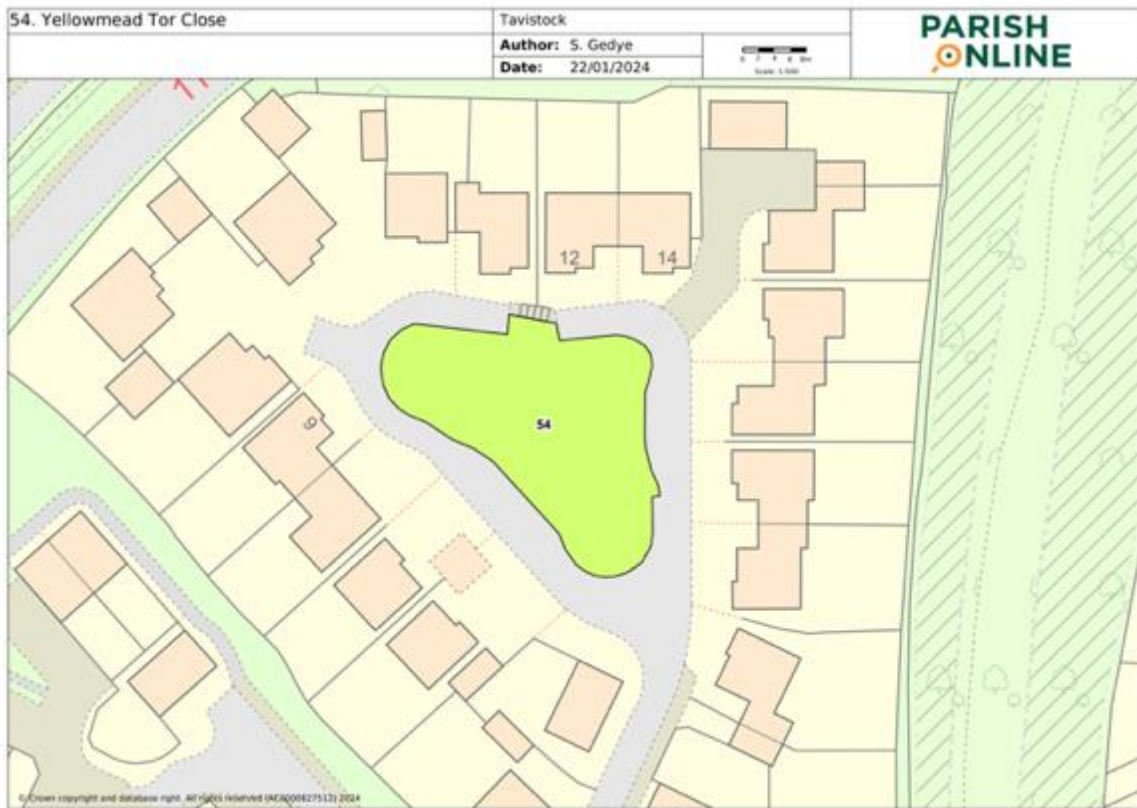 54. Yellowmead Tor Close
Tavistock
Author: S. Gedye
Date: 22/01/2024
PARISH
ONLINE
12
14
9
54
© Crown copyright and database right. All rights reserved (AC0000827512) 2024